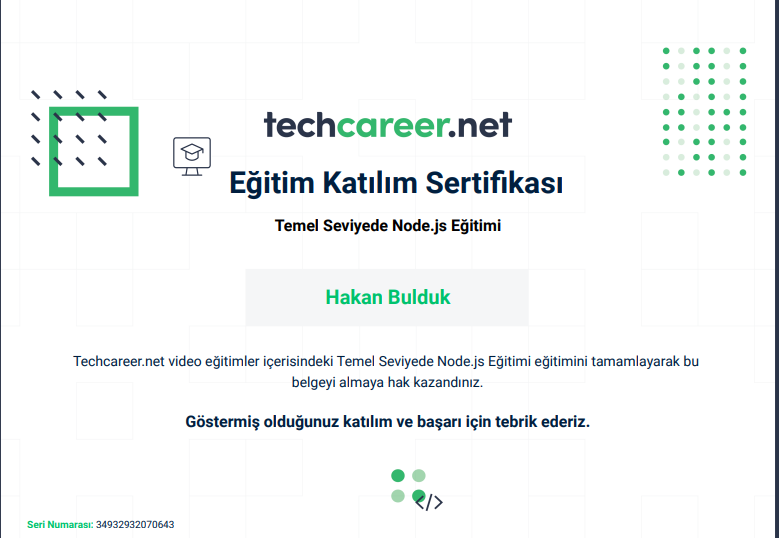 techcareer.net
Eğitim Katılım Sertifikası
Temel Seviyede Node.js Eğitimi
Hakan Bulduk
Techcareer.net video eğitimler içerisindeki Temel Seviyede Node.js Eğitimi eğitimini tamamlayarak bu
belgeyi almaya hak kazandınız.
Göstermiş olduğunuz katılım ve başarı için tebrik ederiz.
</>
Seri Numarası: 34932932070643